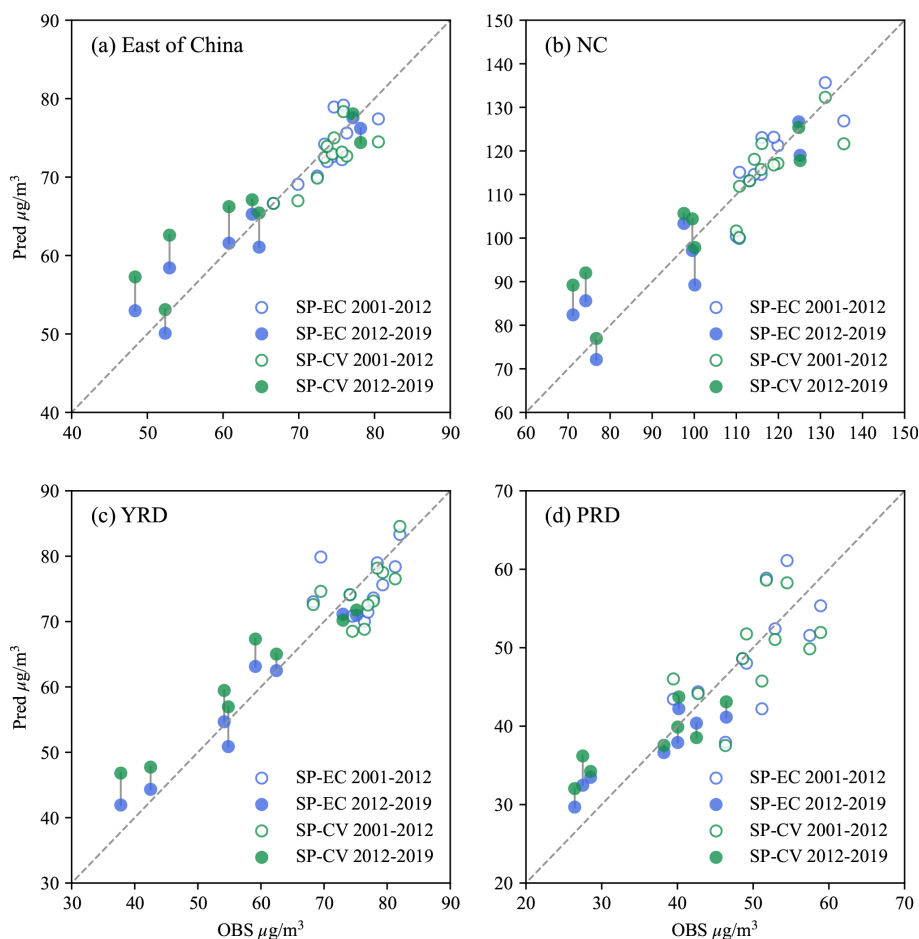 (a) East of China
Pred μg/m³
90
80
70
60
50
40
40 50 60 70 80 90
SP-EC 2001-2012
SP-EC 2012-2019
SP-CV 2001-2012
SP-CV 2012-2019
(b) NC
150
140
130
120
110
100
90
80
70
60
60 70 80 90 100 110 120 130 140 150
SP-EC 2001-2012
SP-EC 2012-2019
SP-CV 2001-2012
SP-CV 2012-2019
(c) YRD
Pred μg/m³
90
80
70
60
50
40
30
30 40 50 60 70 80 90
OBS μg/m³
SP-EC 2001-2012
SP-EC 2012-2019
SP-CV 2001-2012
SP-CV 2012-2019
(d) PRD
70
60
50
40
30
20
20 30 40 50 60 70
OBS μg/m³
SP-EC 2001-2012
SP-EC 2012-2019
SP-CV 2001-2012
SP-CV 2012-2019